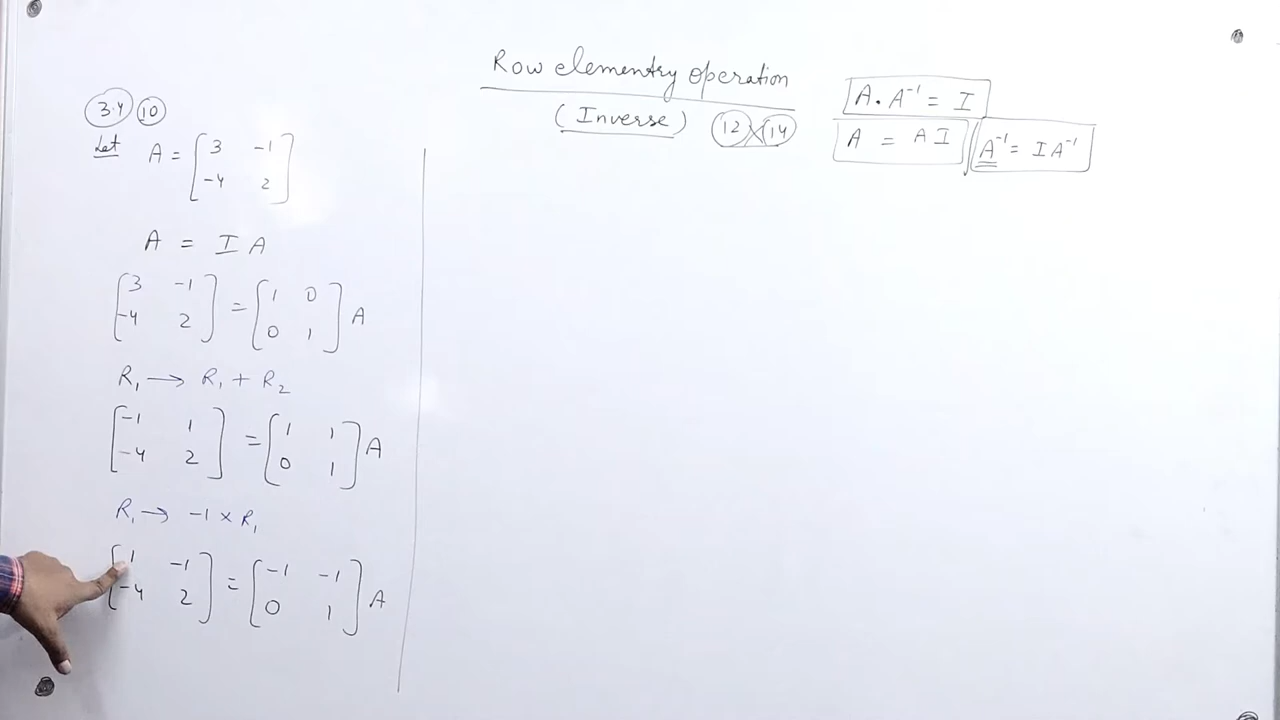 Row elementry operation
(Inverse) 12 14
A . A⁻¹ = I
A = A I
A⁻¹ = I A⁻¹
3.4 10
Let A = [3 -1
-4 2]
A = I A
[3 -1
-4 2] = [1 0
0 1] A
R₁ → R₁ + R₂
[-1 1
-4 2] = [1 1
0 1] A
R₁ → -1 × R₁
[1 -1
-4 2] = [-1 -1
0 1] A